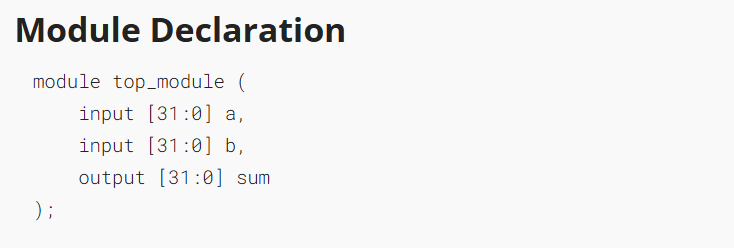 Module Declaration
module top_module (
    input [31:0] a,
    input [31:0] b,
    output [31:0] sum
);